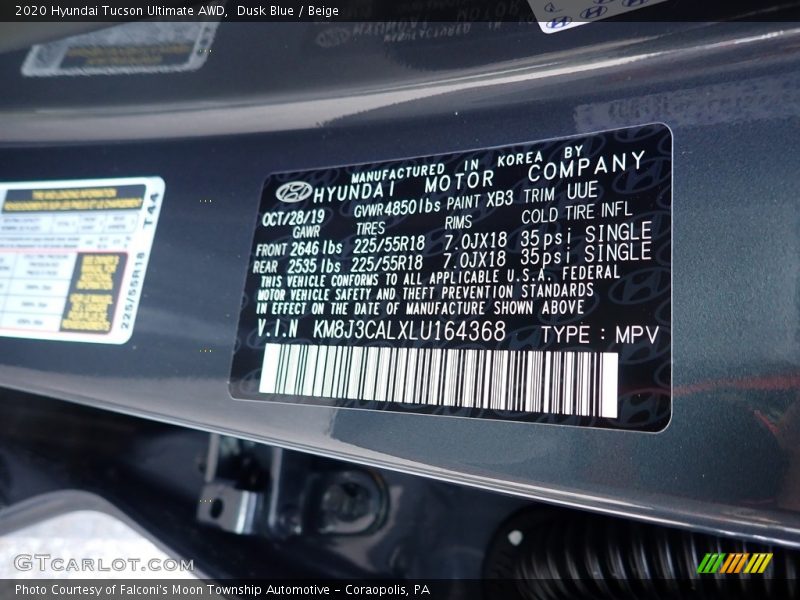 2020 Hyundai Tucson Ultimate AWD,  Dusk Blue / Beige
MANUFACTURED IN KOREA BY
HYUNDAI MOTOR COMPANY
OCT/28/19 GVWR 4850 lbs PAINT XB3 TRIM UUE
GAWR TIRES RIMS COLD TIRE INFL
FRONT 2646 lbs 225/55R18 7.0JX18 35psi SINGLE
REAR 2535 lbs 225/55R18 7.0JX18 35psi SINGLE
THIS VEHICLE CONFORMS TO ALL APPLICABLE U.S.A. FEDERAL
MOTOR VEHICLE SAFETY AND THEFT PREVENTION STANDARDS
IN EFFECT ON THE DATE OF MANUFACTURE SHOWN ABOVE
V.I.N KM8J3CALXLU164368 TYPE : MPV
T44
225/55R18
GTCARLOT.COM
Photo Courtesy of Falconi's Moon Township Automotive - Coraopolis, PA